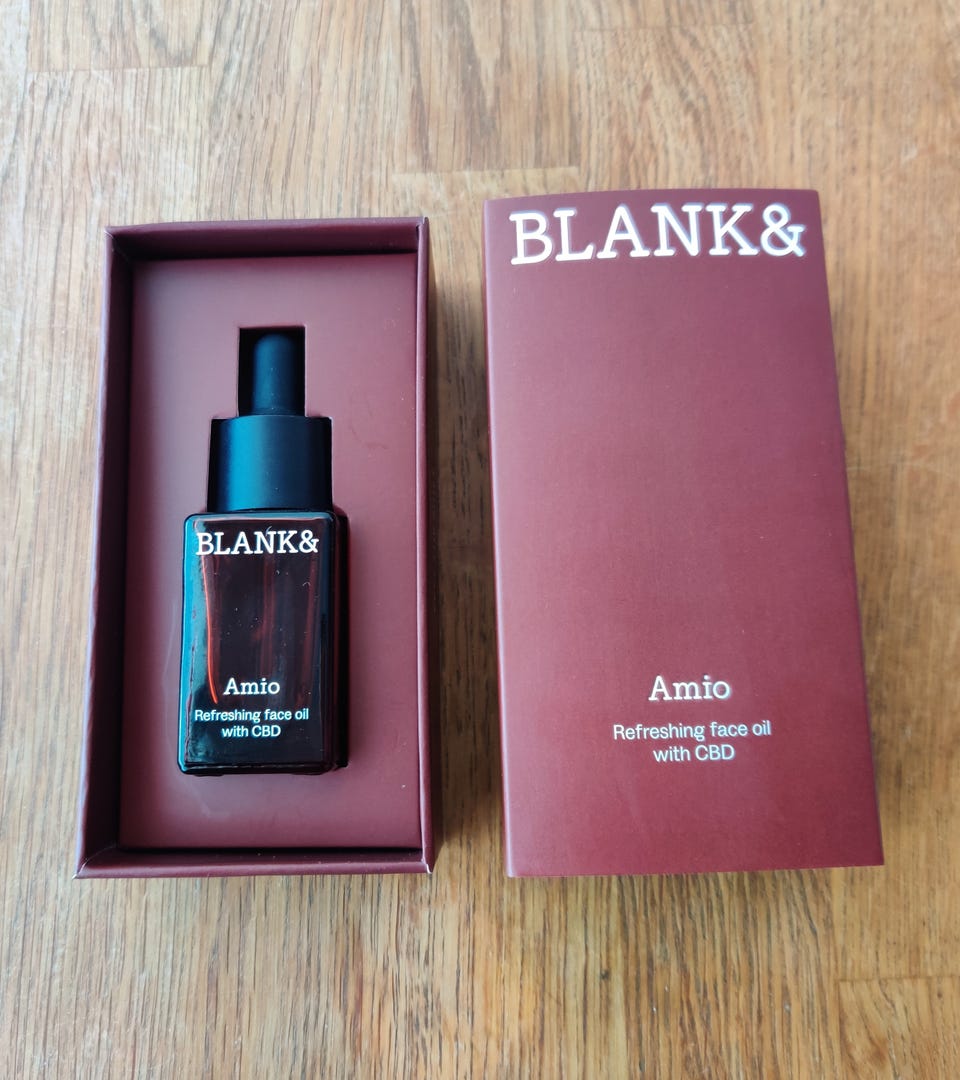 BLANK&
Amio
Refreshing face oil
with CBD
BLANK&
Amio
Refreshing face oil
with CBD